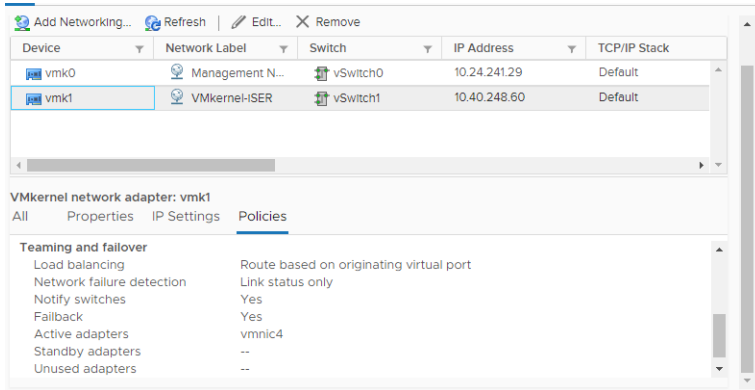 Add Networking... Refresh Edit... Remove
Device Network Label Switch IP Address TCP/IP Stack
vmk0 Management N... vSwitch0 10.24.241.29 Default
vmk1 VMkernel-ISER vSwitch1 10.40.248.60 Default
VMkernel network adapter: vmk1
All Properties IP Settings Policies
Teaming and failover
Load balancing Route based on originating virtual port
Network failure detection Link status only
Notify switches Yes
Failback Yes
Active adapters vmnic4
Standby adapters --
Unused adapters --